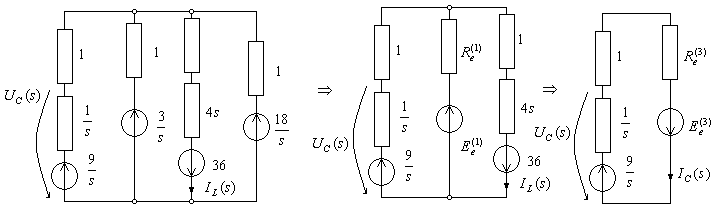 1
1
1
U_C(s)
1/s
4s
3/s
18/s
9/s
36
I_L(s)
⇒
1
R_e^(1)
1
1/s
4s
U_C(s)
E_e^(1)
9/s
36
I_L(s)
⇒
1
R_e^(3)
1/s
U_C(s)
E_e^(3)
9/s
I_C(s)